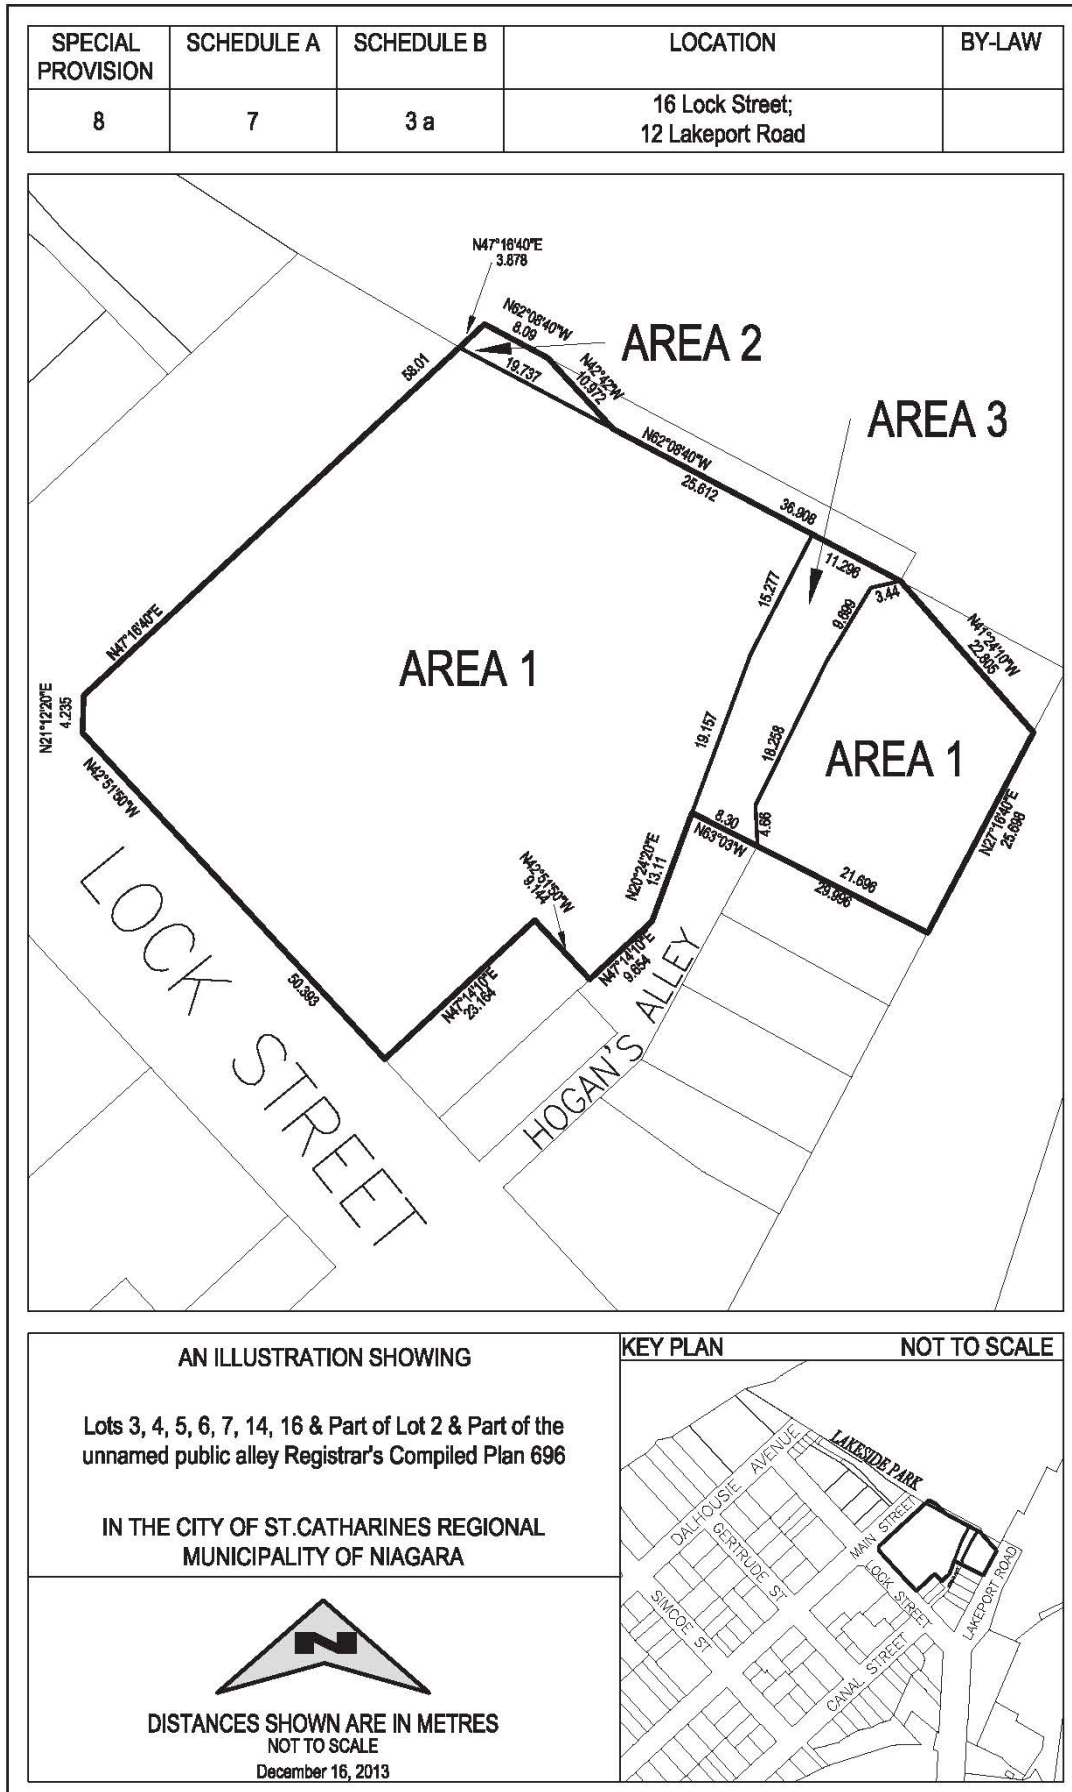 SPECIAL PROVISION
SCHEDULE A
SCHEDULE B
LOCATION
BY-LAW
8
7
3 a
16 Lock Street;
12 Lakeport Road
N47°16'40"E
3.878
N62°08'40"W
8.09
AREA 2
N42°42'W
10.972
19.737
58.01
AREA 3
N62°08'40"W
25.612
36.908
11.296
15.277
9.699
3.44
N41°24'10"W
22.805
N47°16'40"E
AREA 1
N21°12'20"E
4.235
19.157
18.258
AREA 1
N42°51'50"W
8.30
N63°03'W
4.66
N27°16'40"E
25.698
21.696
29.996
N20°24'20"E
13.11
N42°51'50"W
9.144
N47°14'10"E
9.654
N47°14'10"E
23.164
50.393
LOCK STREET
HOGAN'S ALLEY
AN ILLUSTRATION SHOWING
Lots 3, 4, 5, 6, 7, 14, 16 & Part of Lot 2 & Part of the
unnamed public alley Registrar's Compiled Plan 696
IN THE CITY OF ST.CATHARINES REGIONAL
MUNICIPALITY OF NIAGARA
N
DISTANCES SHOWN ARE IN METRES
NOT TO SCALE
December 16, 2013
KEY PLAN
NOT TO SCALE
LAKESIDE PARK
DALHOUSIE AVENUE
GERTRUDE ST
MAIN STREET
LOCK STREET
SIMCOE ST
CANAL STREET
LAKEPORT ROAD